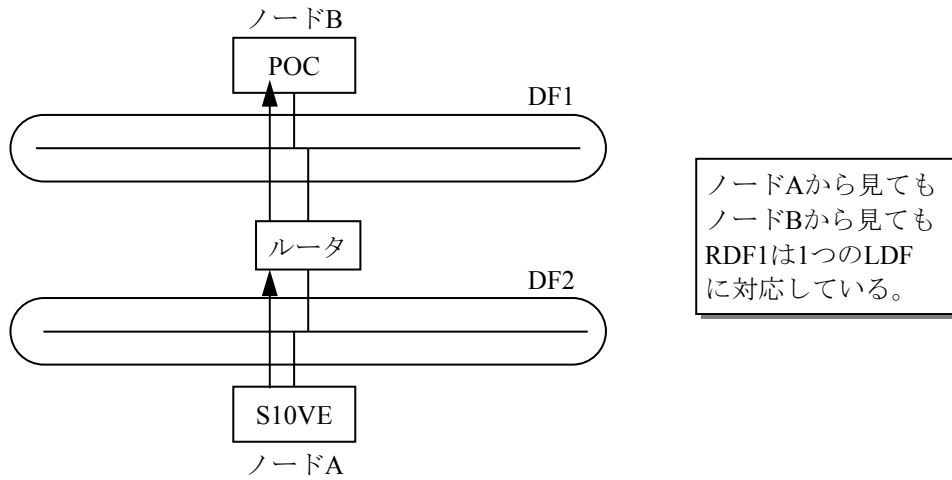 ノードB
POC
DF1
ルータ
DF2
S10VE
ノードA
ノードAから見ても
ノードBから見ても
RDF1は1つのLDF
に対応している。